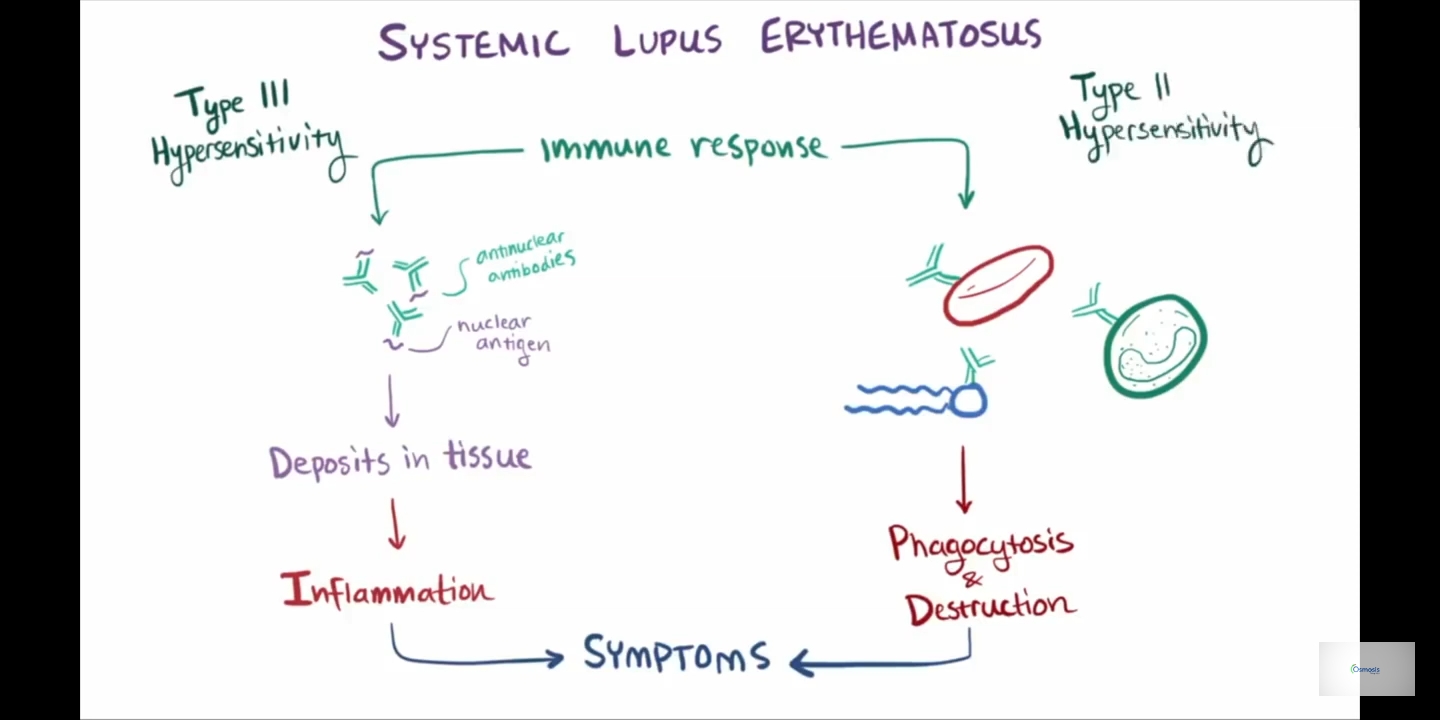 SYSTEMIC LUPUS ERYTHEMATOSUS
Type III
Hypersensitivity
Type II
Hypersensitivity
Immune response
antinuclear
antibodies
nuclear
antigen
Deposits in tissue
Inflammation
Phagocytosis
&
Destruction
SYMPTOMS
Osmosis